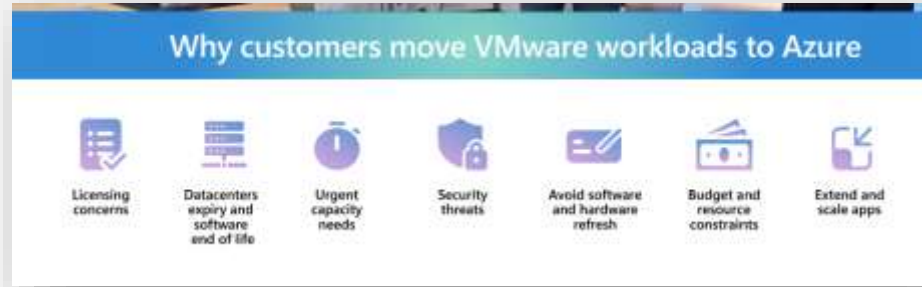 Why customers move VMware workloads to Azure
Licensing
concerns
Datacenters
expiry and
software
end of life
Urgent
capacity
needs
Security
threats
Avoid software
and hardware
refresh
Budget and
resource
constraints
Extend and
scale apps